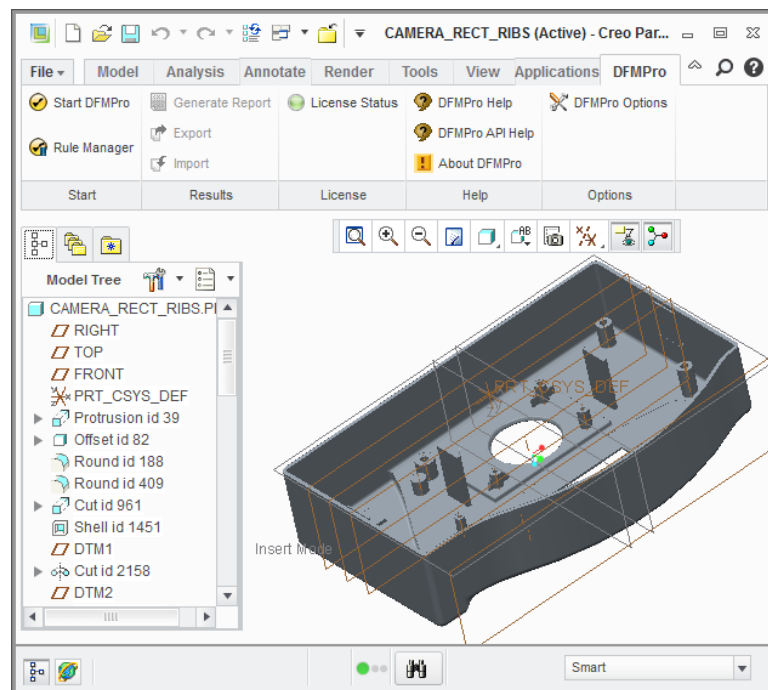 CAMERA_RECT_RIBS (Active) - Creo Par...
File Model Analysis Annotate Render Tools View Applications DFMPro
Start DFMPro
Rule Manager
Start
Generate Report
Export
Import
Results
License Status
License
DFMPro Help
DFMPro API Help
About DFMPro
Help
DFMPro Options
Options
AB
Model Tree
CAMERA_RECT_RIBS.P
RIGHT
TOP
FRONT
PRT_CSYS_DEF
Protrusion id 39
Offset id 82
Round id 188
Round id 409
Cut id 961
Shell id 1451
DTM1
Cut id 2158
DTM2
PRT_CSYS_DEF
Insert Mode
Smart